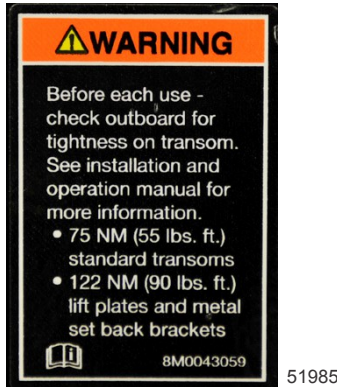 WARNING
Before each use -
check outboard for
tightness on transom.
See installation and
operation manual for
more information.
• 75 NM (55 lbs. ft.)
standard transoms
• 122 NM (90 lbs. ft.)
lift plates and metal
set back brackets
8M0043059
51985